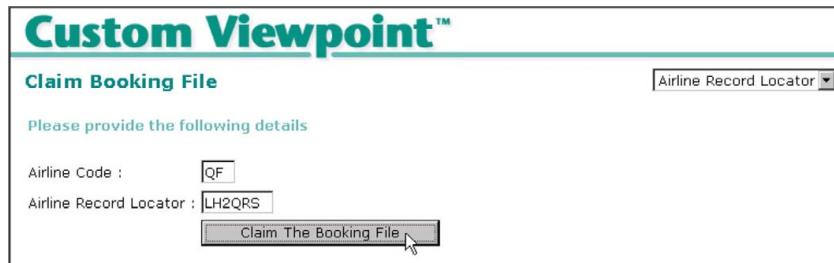 Custom Viewpoint™
Claim Booking File
Airline Record Locator
Please provide the following details
Airline Code : QF
Airline Record Locator : LH2QRS
Claim The Booking File